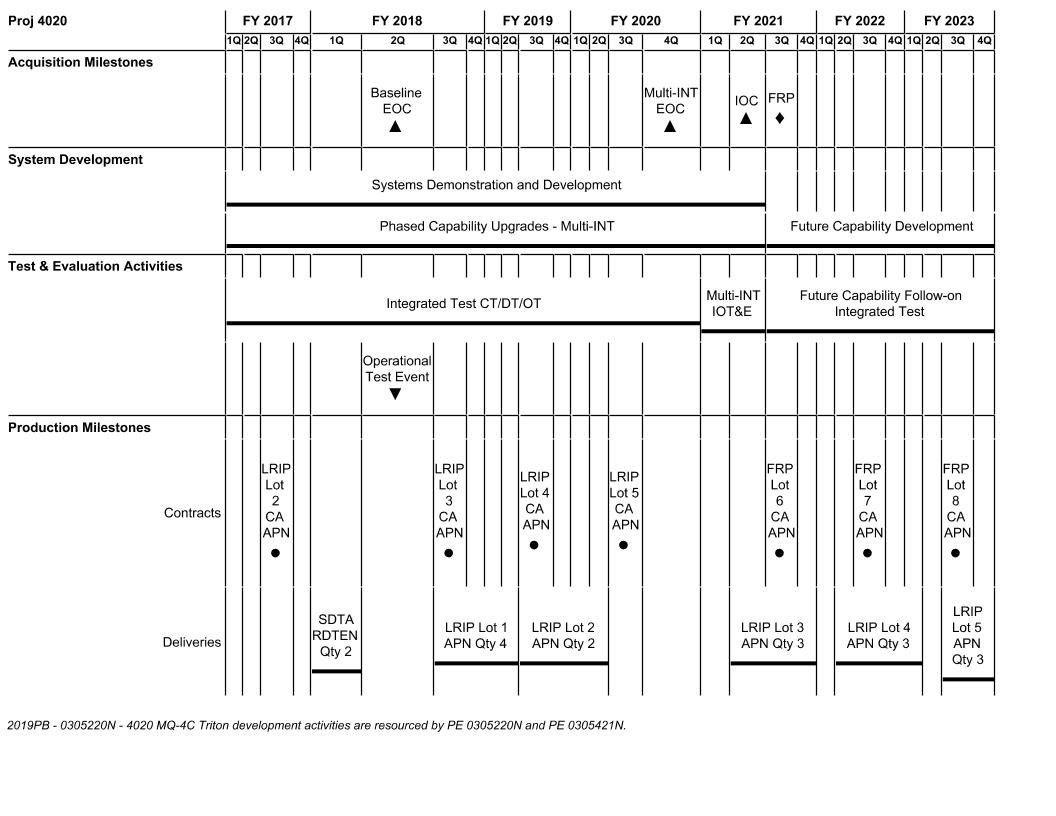 Proj 4020
FY 2017 FY 2018 FY 2019 FY 2020 FY 2021 FY 2022 FY 2023
1Q 2Q 3Q 4Q 1Q 2Q 3Q 4Q 1Q 2Q 3Q 4Q 1Q 2Q 3Q 4Q 1Q 2Q 3Q 4Q 1Q 2Q 3Q 4Q 1Q 2Q 3Q 4Q
Acquisition Milestones
Baseline
EOC
Multi-INT
EOC
IOC
FRP
System Development
Systems Demonstration and Development
Phased Capability Upgrades - Multi-INT
Future Capability Development
Test & Evaluation Activities
Integrated Test CT/DT/OT
Multi-INT
IOT&E
Future Capability Follow-on
Integrated Test
Operational
Test Event
Production Milestones
Contracts
LRIP
Lot
2
CA
APN
LRIP
Lot
3
CA
APN
LRIP
Lot 4
CA
APN
LRIP
Lot 5
CA
APN
FRP
Lot
6
CA
APN
FRP
Lot
7
CA
APN
FRP
Lot
8
CA
APN
Deliveries
SDTA
RDTEN
Qty 2
LRIP Lot 1
APN Qty 4
LRIP Lot 2
APN Qty 2
LRIP Lot 3
APN Qty 3
LRIP Lot 4
APN Qty 3
LRIP
Lot 5
APN
Qty 3
2019PB - 0305220N - 4020 MQ-4C Triton development activities are resourced by PE 0305220N and PE 0305421N.